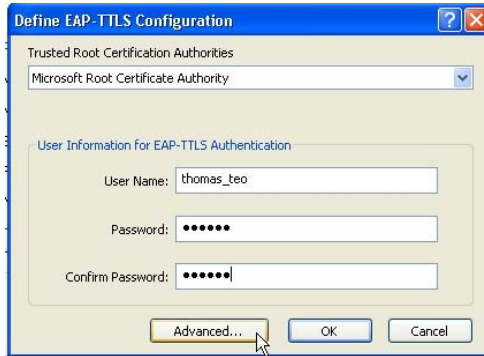 Define EAP-TTLS Configuration
Trusted Root Certification Authorities
Microsoft Root Certificate Authority
User Information for EAP-TTLS Authentication
User Name: thomas_teo
Password: ●●●●●●
Confirm Password: ●●●●●●
Advanced... OK Cancel